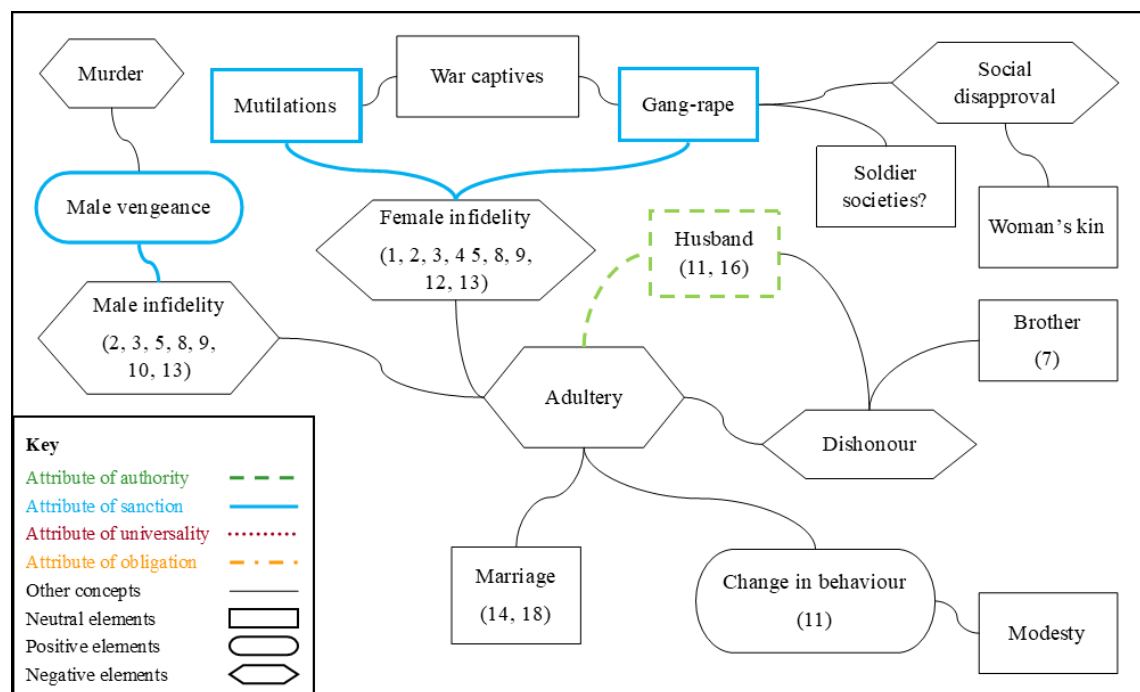 Murder
Mutilations
War captives
Gang-rape
Social
disapproval
Male vengeance
Soldier
societies?
Woman’s kin
Female infidelity
(1, 2, 3, 4 5, 8, 9,
12, 13)
Husband
(11, 16)
Male infidelity
(2, 3, 5, 8, 9,
10, 13)
Brother
(7)
Adultery
Dishonour
Marriage
(14, 18)
Change in behaviour
(11)
Modesty
Key
Attribute of authority
Attribute of sanction
Attribute of universality
Attribute of obligation
Other concepts
Neutral elements
Positive elements
Negative elements